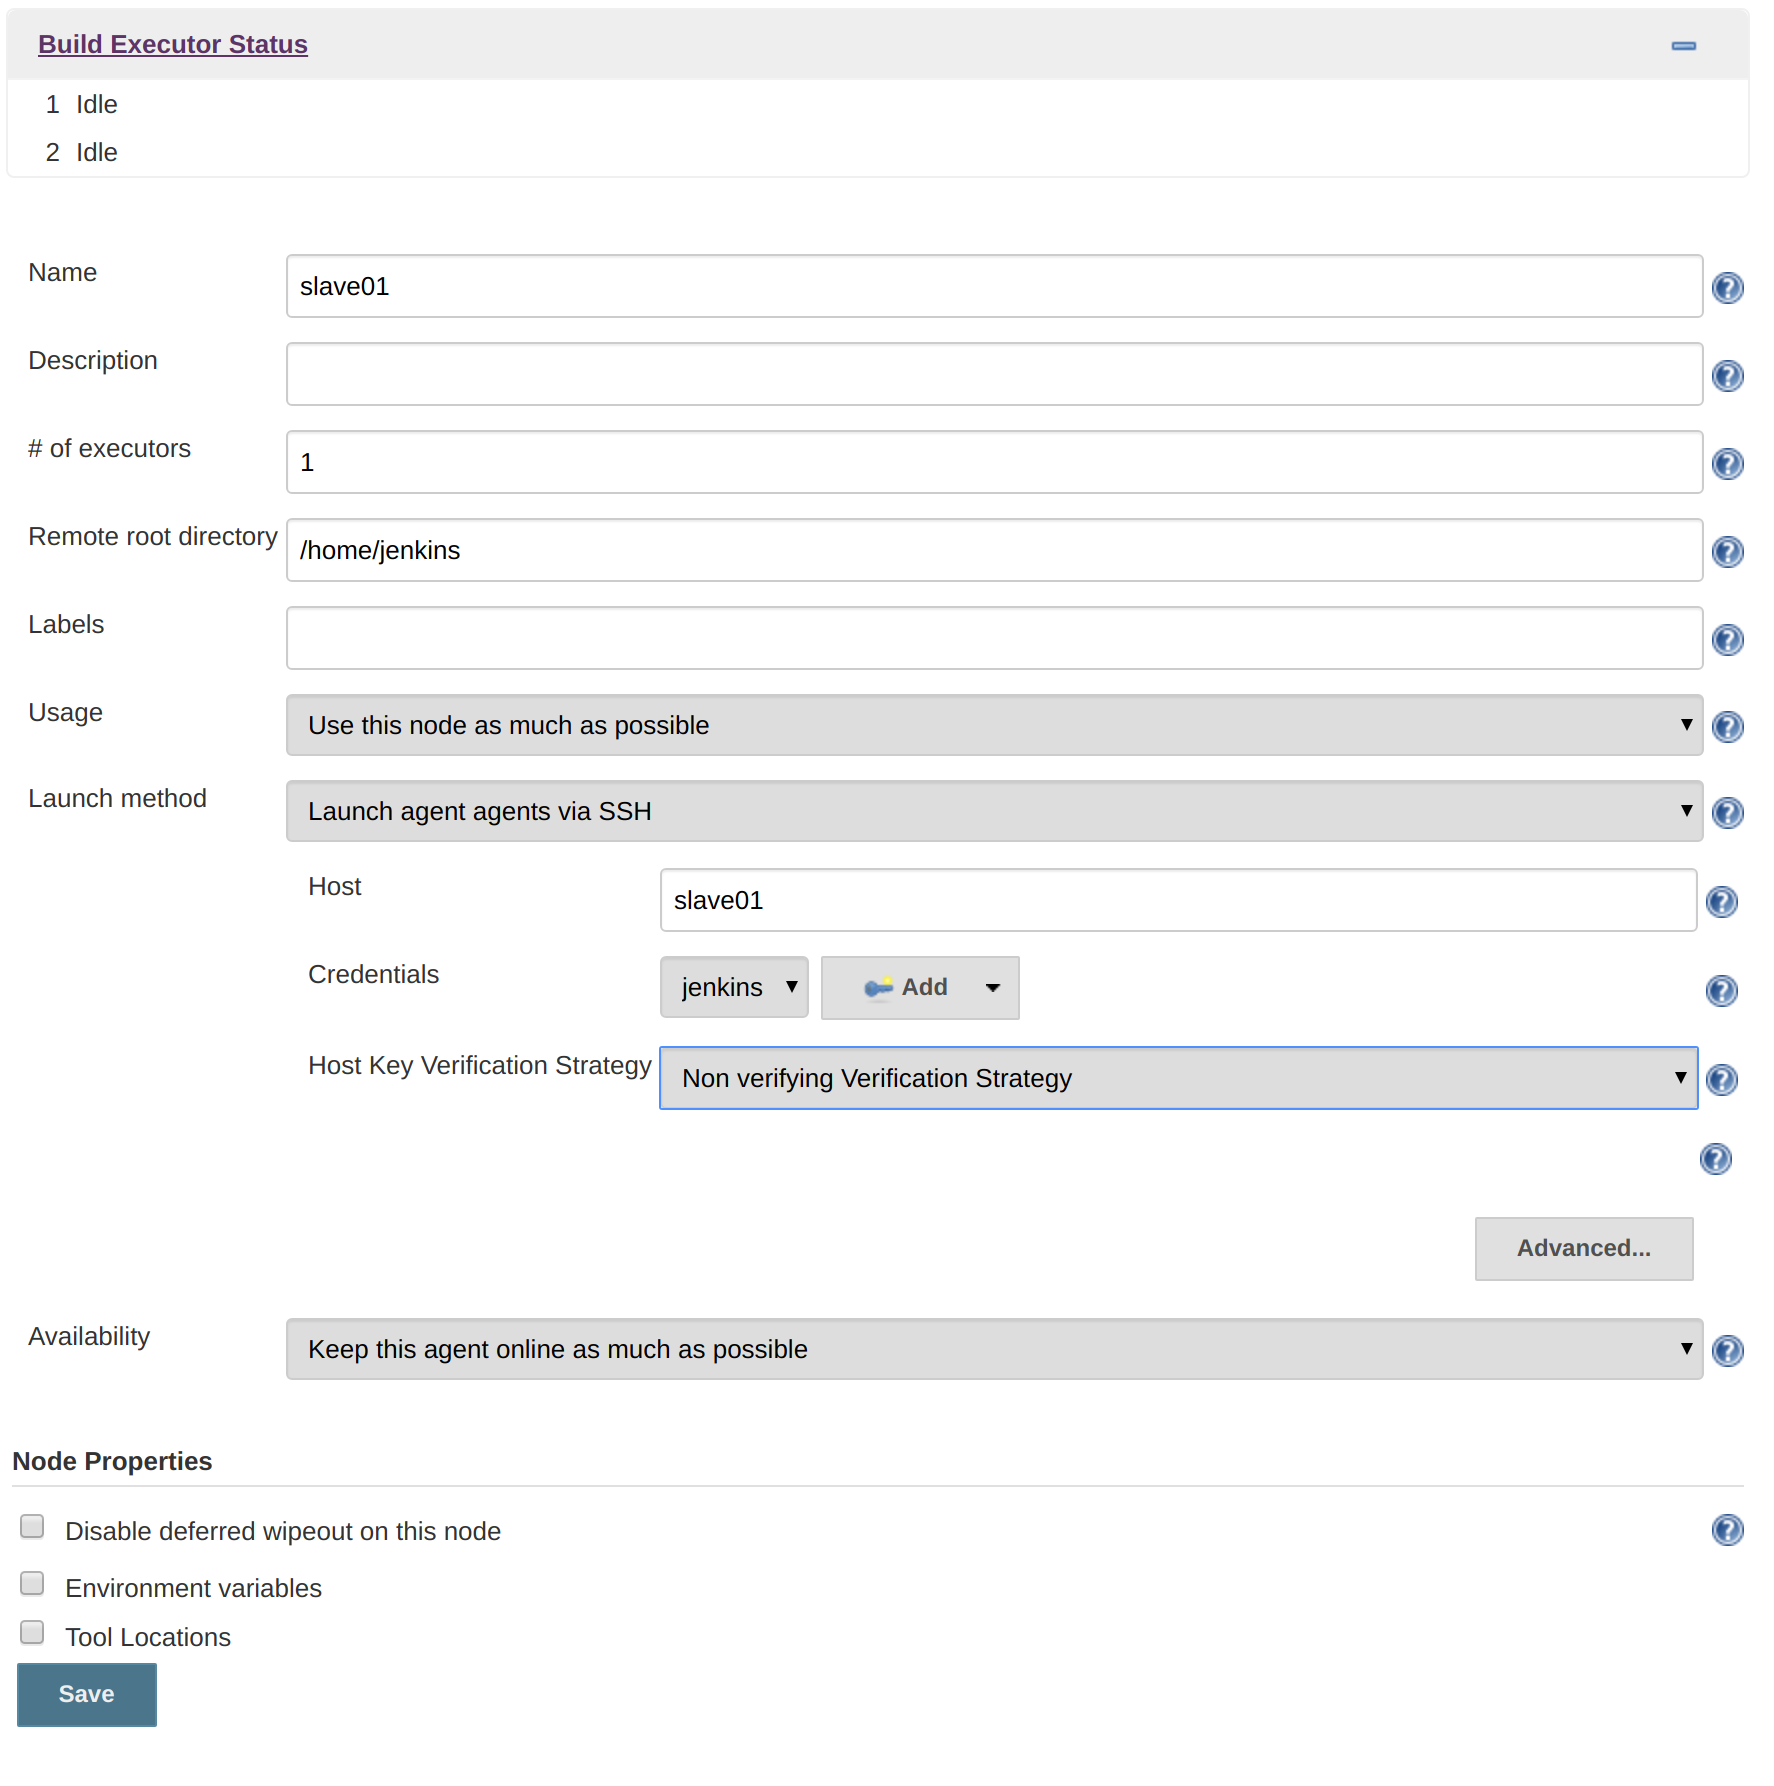 Build Executor Status
1 Idle
2 Idle
Name slave01
Description
# of executors 1
Remote root directory /home/jenkins
Labels
Usage Use this node as much as possible
Launch method Launch agent agents via SSH
Host slave01
Credentials jenkins Add
Host Key Verification Strategy Non verifying Verification Strategy
Advanced...
Availability Keep this agent online as much as possible
Node Properties
Disable deferred wipeout on this node
Environment variables
Tool Locations
Save